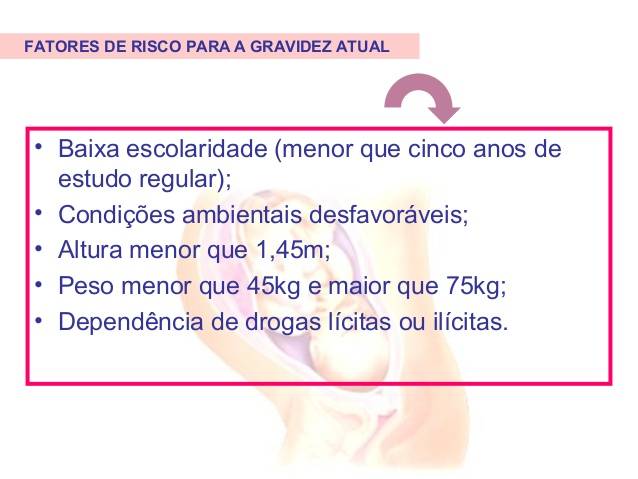 FATORES DE RISCO PARA A GRAVIDEZ ATUAL
• Baixa escolaridade (menor que cinco anos de
estudo regular);
• Condições ambientais desfavoráveis;
• Altura menor que 1,45m;
• Peso menor que 45kg e maior que 75kg;
• Dependência de drogas lícitas ou ilícitas.